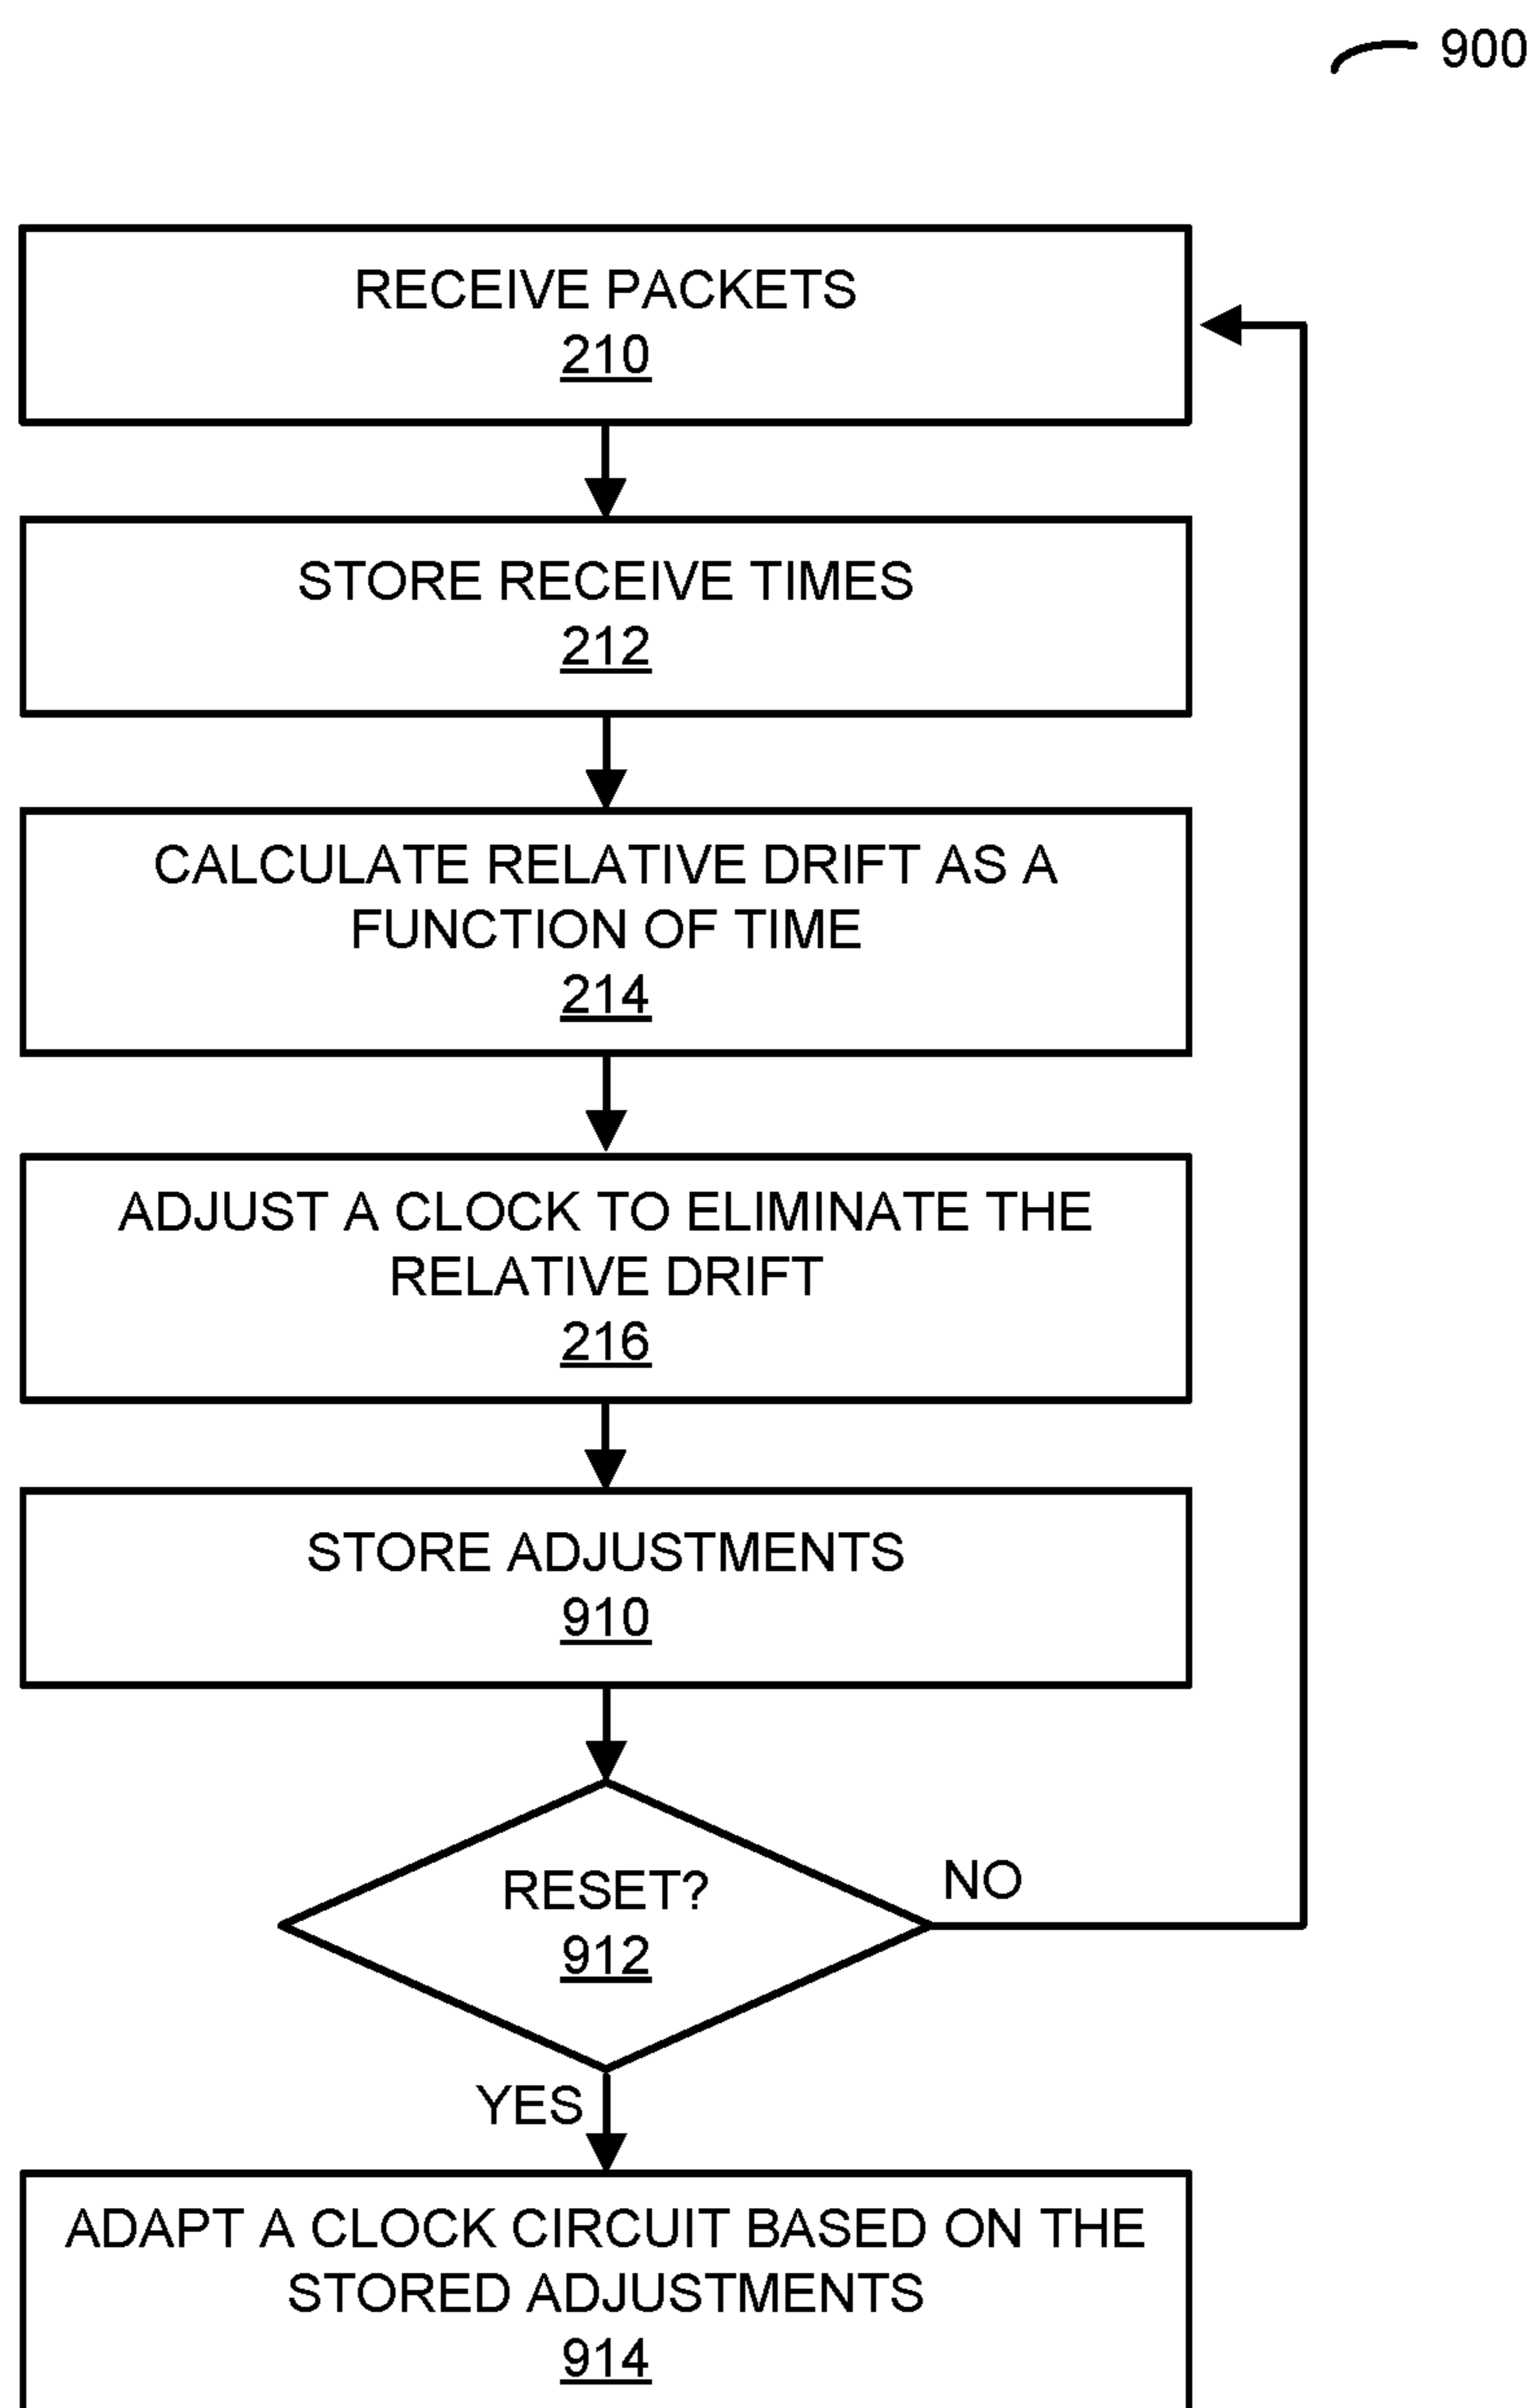 900
RECEIVE PACKETS
210
STORE RECEIVE TIMES
212
CALCULATE RELATIVE DRIFT AS A
FUNCTION OF TIME
214
ADJUST A CLOCK TO ELIMINATE THE
RELATIVE DRIFT
216
STORE ADJUSTMENTS
910
RESET?
912
NO
YES
ADAPT A CLOCK CIRCUIT BASED ON THE
STORED ADJUSTMENTS
914